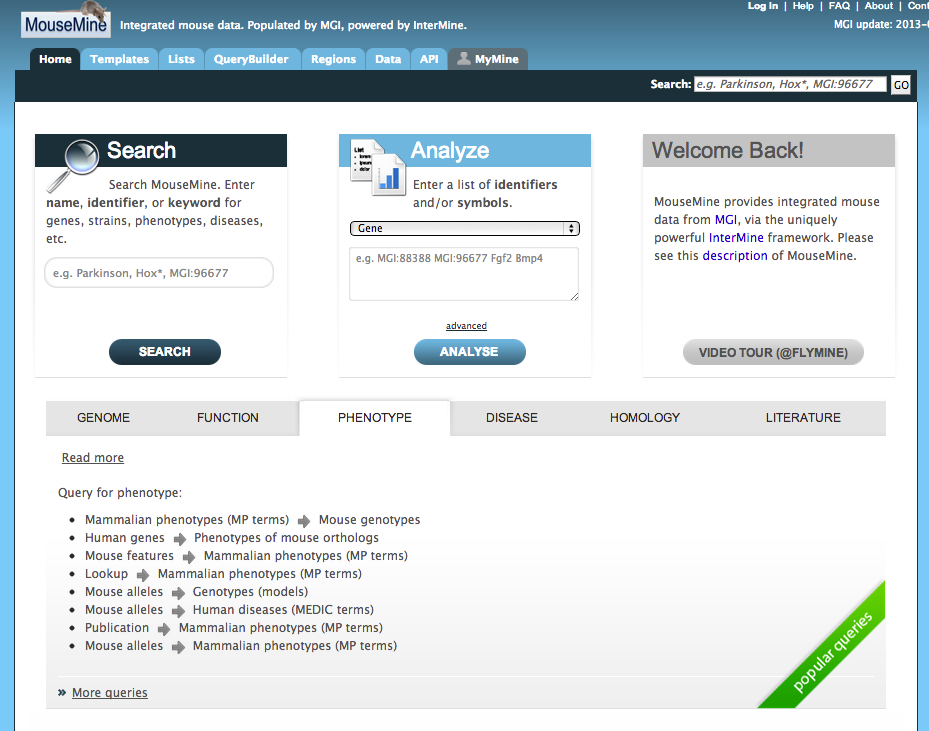 Log In | Help | FAQ | About |
MouseMine Integrated mouse data. Populated by MGI, powered by InterMine.
MGI update: 2013-
Home Templates Lists QueryBuilder Regions Data API MyMine
Search: e.g. Parkinson, Hox*, MGI:96677 GO
Search
Search MouseMine. Enter
name, identifier, or keyword for
genes, strains, phenotypes, diseases,
etc.
e.g. Parkinson, Hox*, MGI:96677
SEARCH
List
Analyze
Enter a list of identifiers
and/or symbols.
Gene
e.g. MGI:88388 MGI:96677 Fgf2 Bmp4
advanced
ANALYSE
Welcome Back!
MouseMine provides integrated mouse
data from MGI, via the uniquely
powerful InterMine framework. Please
see this description of MouseMine.
VIDEO TOUR (@FLYMINE)
GENOME FUNCTION PHENOTYPE DISEASE HOMOLOGY LITERATURE
Read more
Query for phenotype:
Mammalian phenotypes (MP terms) Mouse genotypes
Human genes Phenotypes of mouse orthologs
Mouse features Mammalian phenotypes (MP terms)
Lookup Mammalian phenotypes (MP terms)
Mouse alleles Genotypes (models)
Mouse alleles Human diseases (MEDIC terms)
Publication Mammalian phenotypes (MP terms)
Mouse alleles Mammalian phenotypes (MP terms)
popular queries
» More queries